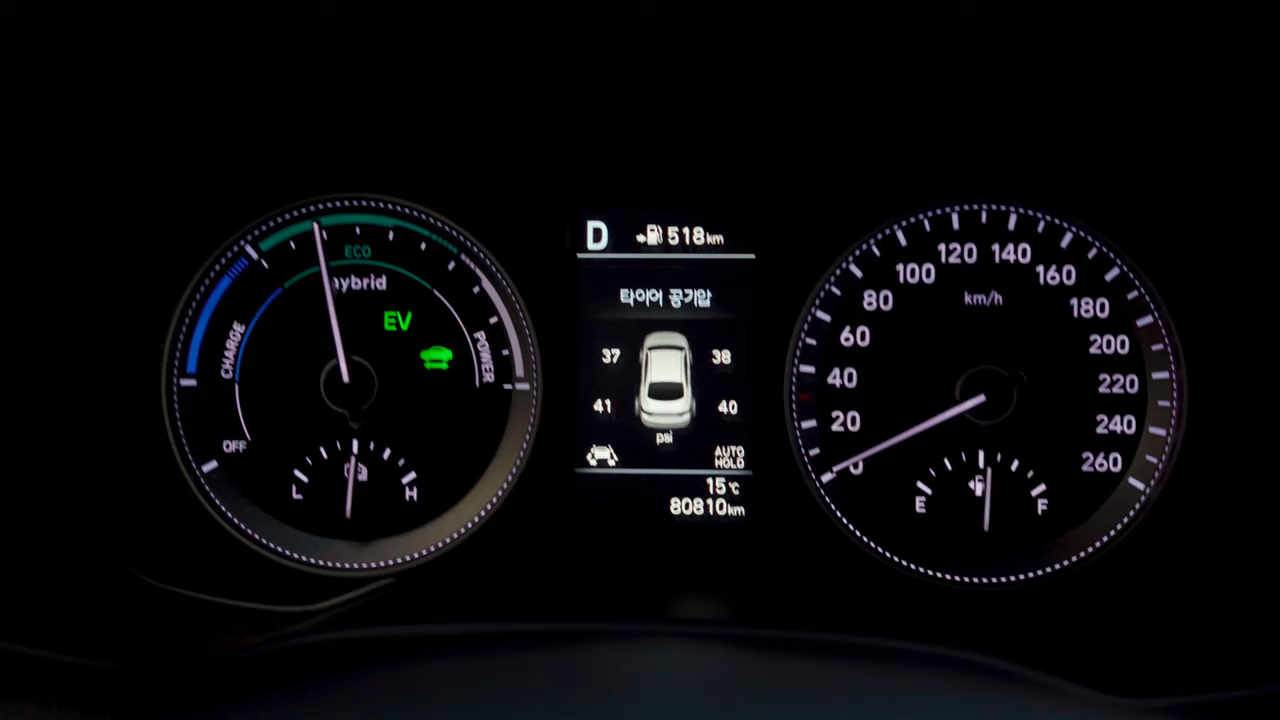 CHARGE
ECO
hybrid
EV
POWER
OFF
L
H
D
518km
타이어 공기압
37
38
41
40
psi
AUTO
HOLD
15℃
80810km
0
20
40
60
80
100
120
140
160
180
200
220
240
260
km/h
E
F